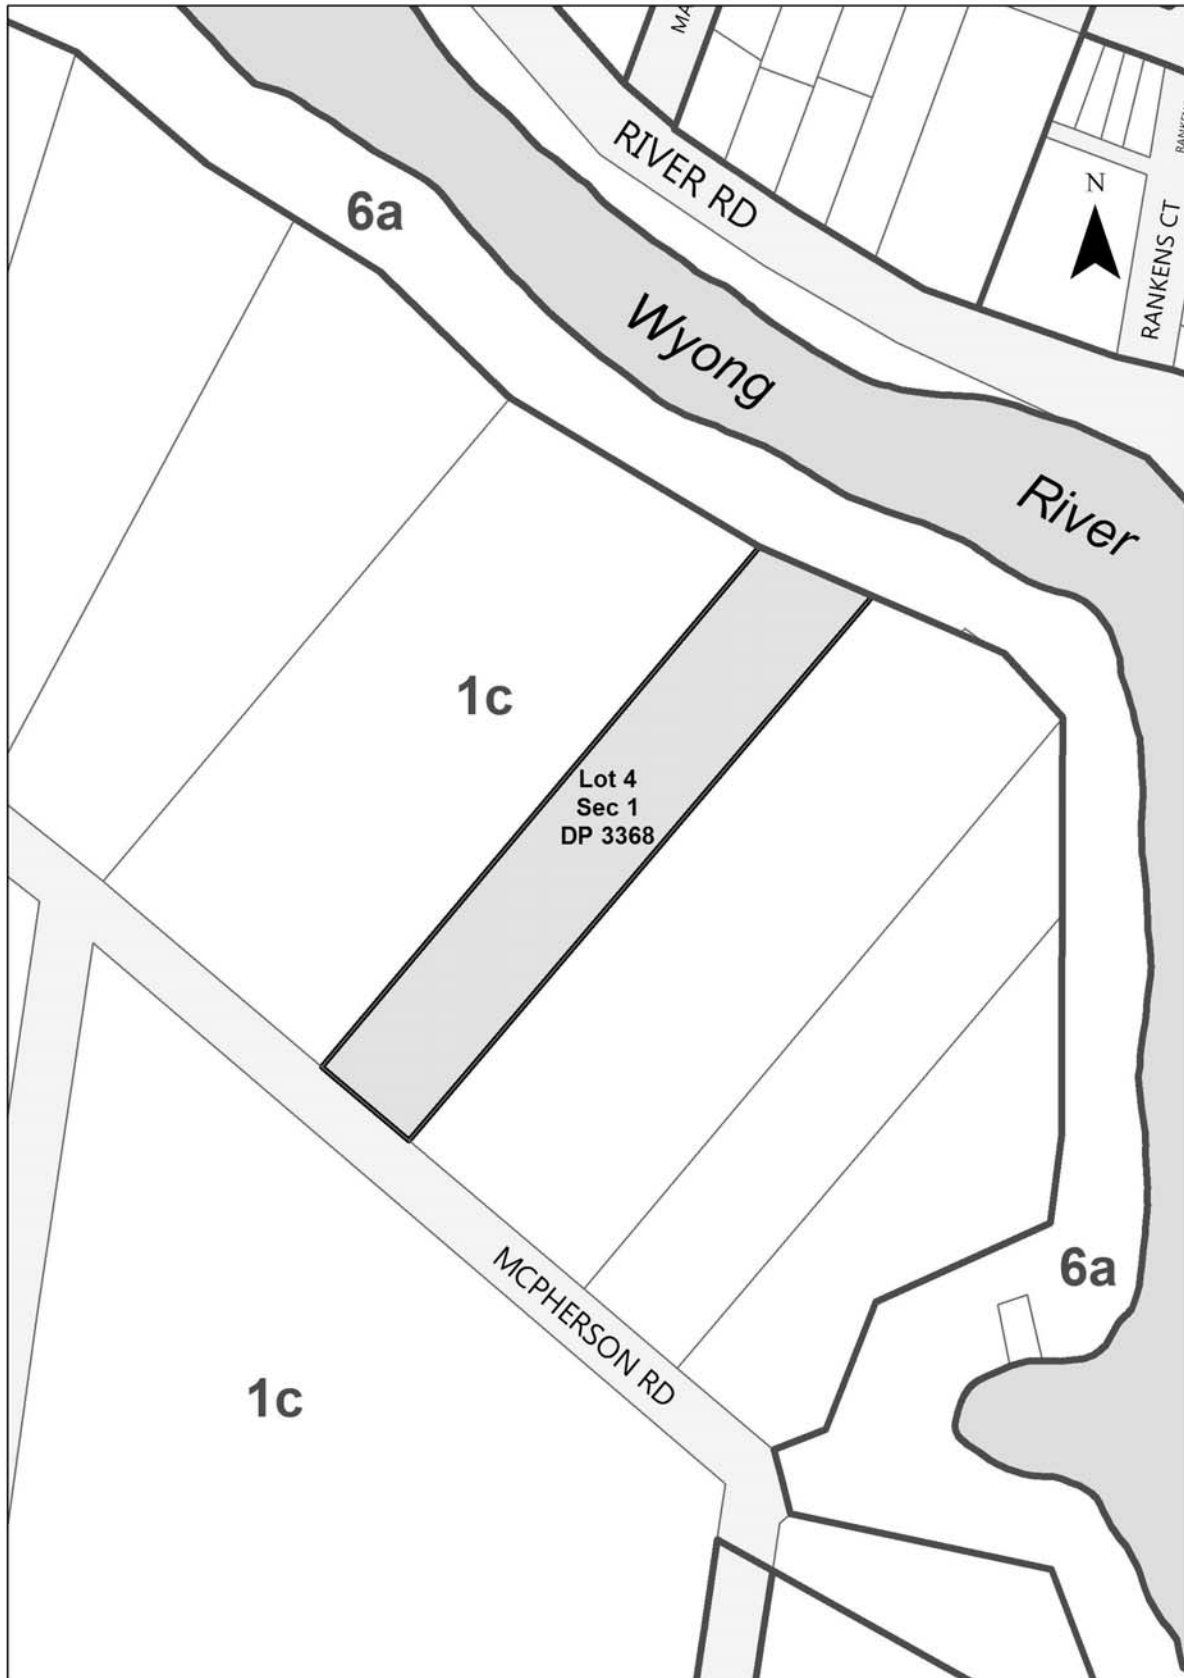 RIVER RD
N
RANKENS CT
6a
Wyong
River
1c
Lot 4
Sec 1
DP 3368
6a
MCPHERSON RD
1c